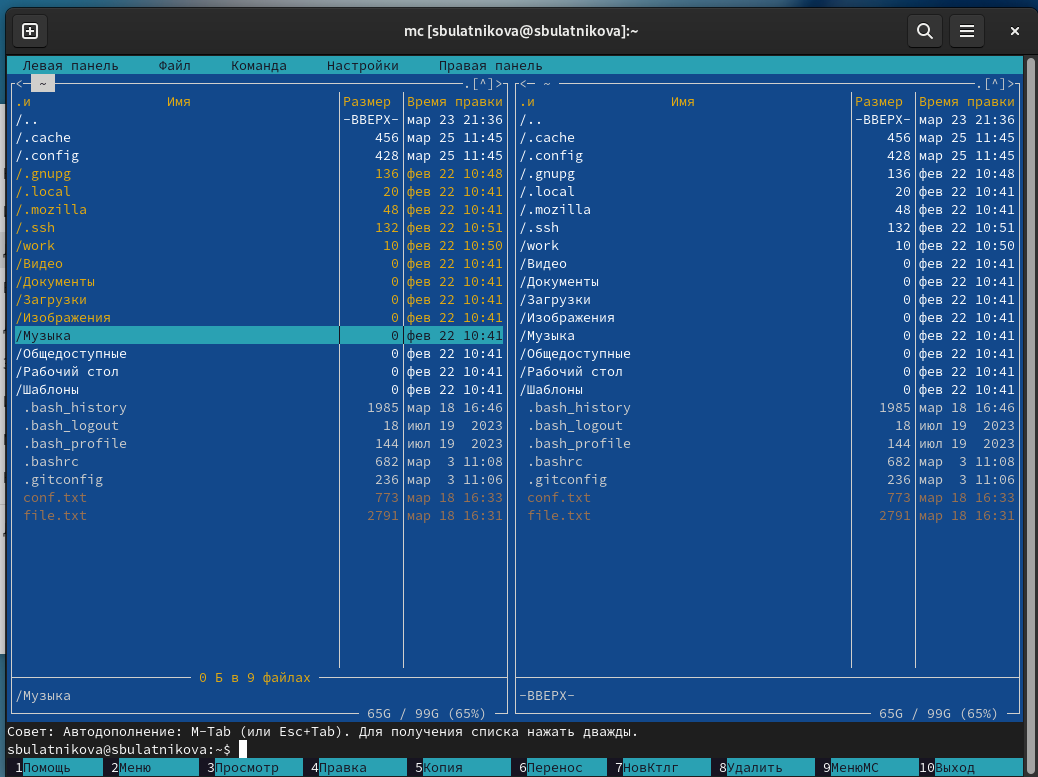 mc [sbulatnikova@sbulatnikova]:~
Левая панель Файл Команда Настройки Правая панель
<─ ~ .[^]> <─ ~ .[^]>
.и Имя Размер Время правки .и Имя Размер Время правки
/.. -ВВЕРХ- мар 23 21:36 /.. -ВВЕРХ- мар 23 21:36
/.cache 456 мар 25 11:45 /.cache 456 мар 25 11:45
/.config 428 мар 25 11:45 /.config 428 мар 25 11:45
/.gnupg 136 фев 22 10:48 /.gnupg 136 фев 22 10:48
/.local 20 фев 22 10:41 /.local 20 фев 22 10:41
/.mozilla 48 фев 22 10:41 /.mozilla 48 фев 22 10:41
/.ssh 132 фев 22 10:51 /.ssh 132 фев 22 10:51
/work 10 фев 22 10:50 /work 10 фев 22 10:50
/Видео 0 фев 22 10:41 /Видео 0 фев 22 10:41
/Документы 0 фев 22 10:41 /Документы 0 фев 22 10:41
/Загрузки 0 фев 22 10:41 /Загрузки 0 фев 22 10:41
/Изображения 0 фев 22 10:41 /Изображения 0 фев 22 10:41
/Музыка 0 фев 22 10:41 /Музыка 0 фев 22 10:41
/Общедоступные 0 фев 22 10:41 /Общедоступные 0 фев 22 10:41
/Рабочий стол 0 фев 22 10:41 /Рабочий стол 0 фев 22 10:41
/Шаблоны 0 фев 22 10:41 /Шаблоны 0 фев 22 10:41
.bash_history 1985 мар 18 16:46 .bash_history 1985 мар 18 16:46
.bash_logout 18 июл 19 2023 .bash_logout 18 июл 19 2023
.bash_profile 144 июл 19 2023 .bash_profile 144 июл 19 2023
.bashrc 682 мар 3 11:08 .bashrc 682 мар 3 11:08
.gitconfig 236 мар 3 11:06 .gitconfig 236 мар 3 11:06
conf.txt 773 мар 18 16:33 conf.txt 773 мар 18 16:33
file.txt 2791 мар 18 16:31 file.txt 2791 мар 18 16:31
0 Б в 9 файлах
/Музыка -ВВЕРХ-
65G / 99G (65%) 65G / 99G (65%)
Совет: Автодополнение: M-Tab (или Esc+Tab). Для получения списка нажать дважды.
sbulatnikova@sbulatnikova:~$
1Помощь 2Меню 3Просмотр 4Правка 5Копия 6Перенос 7НовКтлг 8Удалить 9МенюМС 10Выход